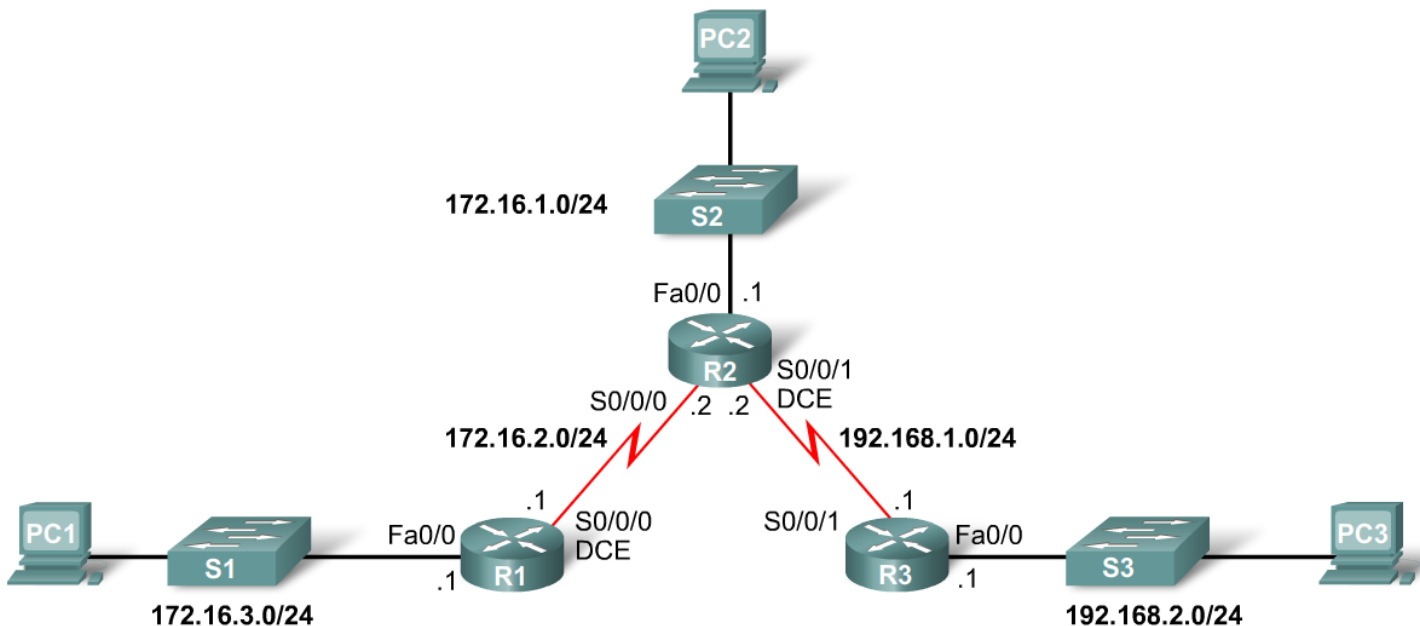 PC2
172.16.1.0/24
S2
Fa0/0 .1
R2
S0/0/1
DCE
S0/0/0 .2 .2
172.16.2.0/24
192.168.1.0/24
PC1
S1
Fa0/0
.1
.1
S0/0/0
DCE
R1
172.16.3.0/24
S0/0/1
.1
Fa0/0
R3
.1
S3
PC3
192.168.2.0/24